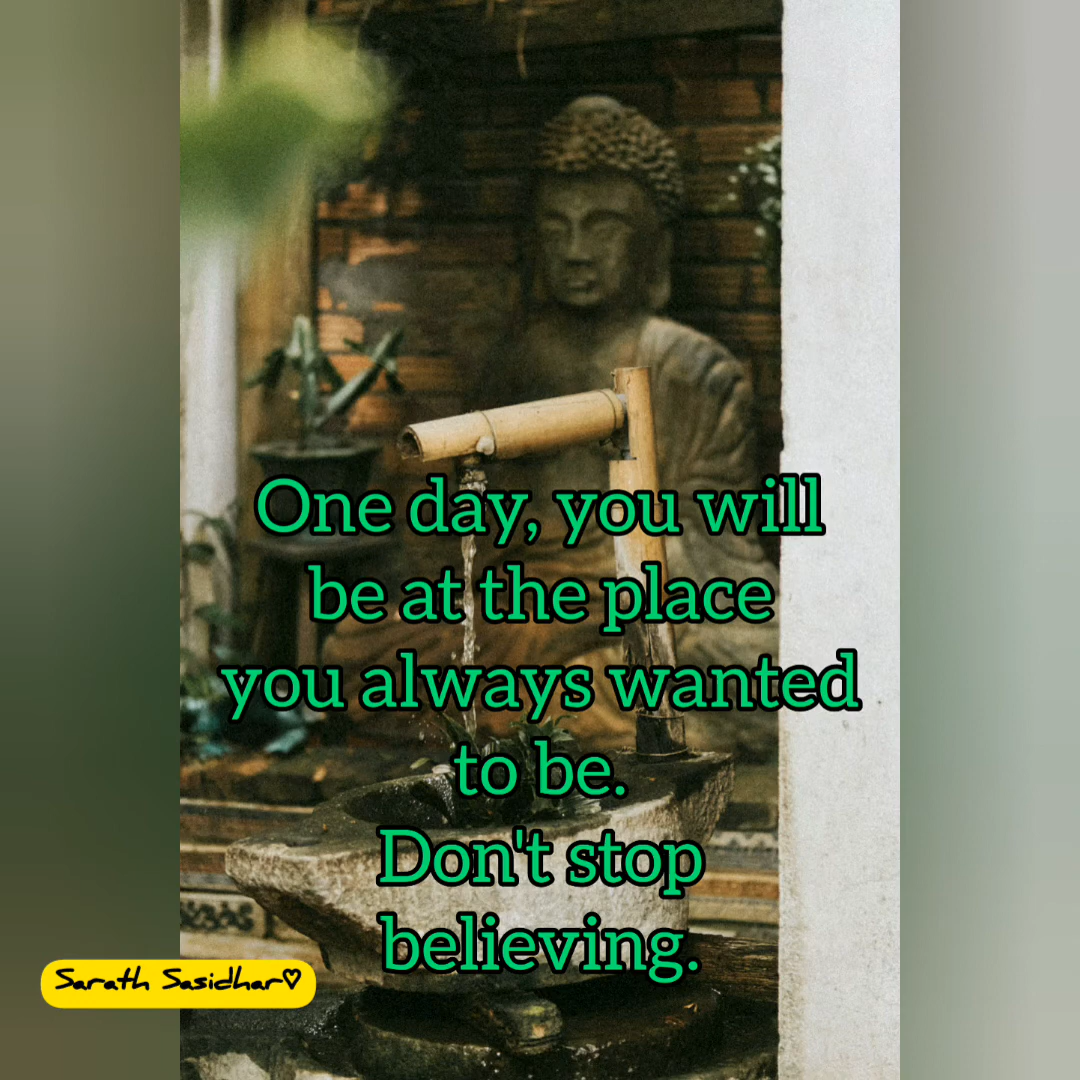 One day, you will
be at the place
you always wanted
to be.
Don't stop
believing.
Sarath Sasidhar♡